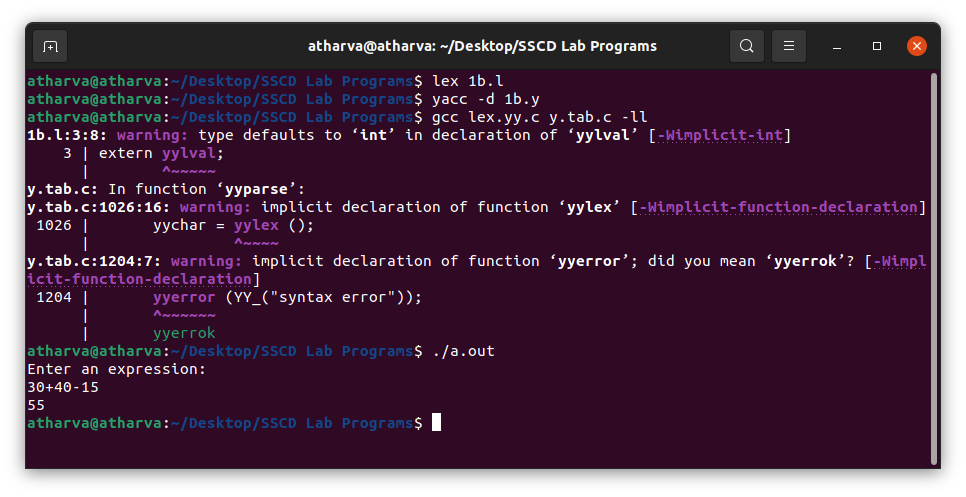 atharva@atharva: ~/Desktop/SSCD Lab Programs
atharva@atharva:~/Desktop/SSCD Lab Programs$ lex 1b.l
atharva@atharva:~/Desktop/SSCD Lab Programs$ yacc -d 1b.y
atharva@atharva:~/Desktop/SSCD Lab Programs$ gcc lex.yy.c y.tab.c -ll
1b.l:3:8: warning: type defaults to ‘int’ in declaration of ‘yylval’ [-Wimplicit-int]
    3 | extern yylval;
      |        ^~~~~~
y.tab.c: In function ‘yyparse’:
y.tab.c:1026:16: warning: implicit declaration of function ‘yylex’ [-Wimplicit-function-declaration]
 1026 |       yychar = yylex ();
      |                ^~~~~
y.tab.c:1204:7: warning: implicit declaration of function ‘yyerror’; did you mean ‘yyerrok’? [-Wimpl
icit-function-declaration]
 1204 |       yyerror (YY_("syntax error"));
      |       ^~~~~~~
      |       yyerrok
atharva@atharva:~/Desktop/SSCD Lab Programs$ ./a.out
Enter an expression:
30+40-15
55
atharva@atharva:~/Desktop/SSCD Lab Programs$